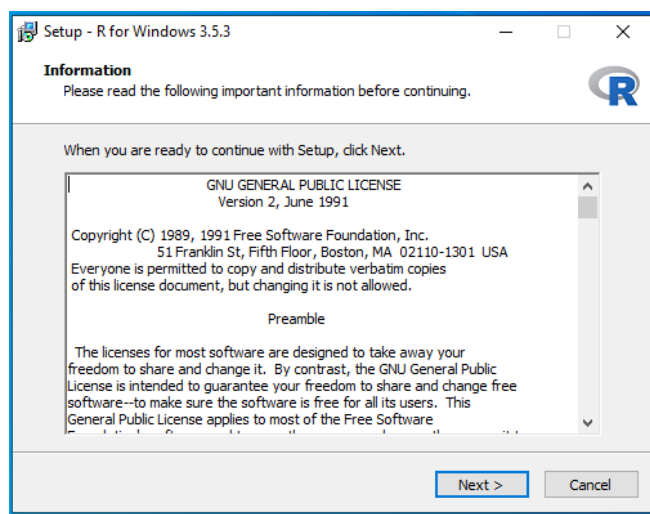 Setup - R for Windows 3.5.3
Information
Please read the following important information before continuing.
R
When you are ready to continue with Setup, click Next.
GNU GENERAL PUBLIC LICENSE
Version 2, June 1991
Copyright (C) 1989, 1991 Free Software Foundation, Inc.
51 Franklin St, Fifth Floor, Boston, MA 02110-1301 USA
Everyone is permitted to copy and distribute verbatim copies
of this license document, but changing it is not allowed.
Preamble
The licenses for most software are designed to take away your
freedom to share and change it. By contrast, the GNU General Public
License is intended to guarantee your freedom to share and change free
software--to make sure the software is free for all its users. This
General Public License applies to most of the Free Software
Next >
Cancel